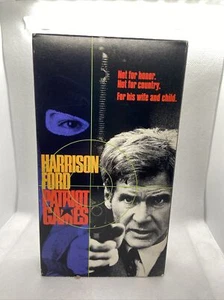 Not for honor.
Not for country.
For his wife and child.
HARRISON
FORD
PATRIOT
GAMES